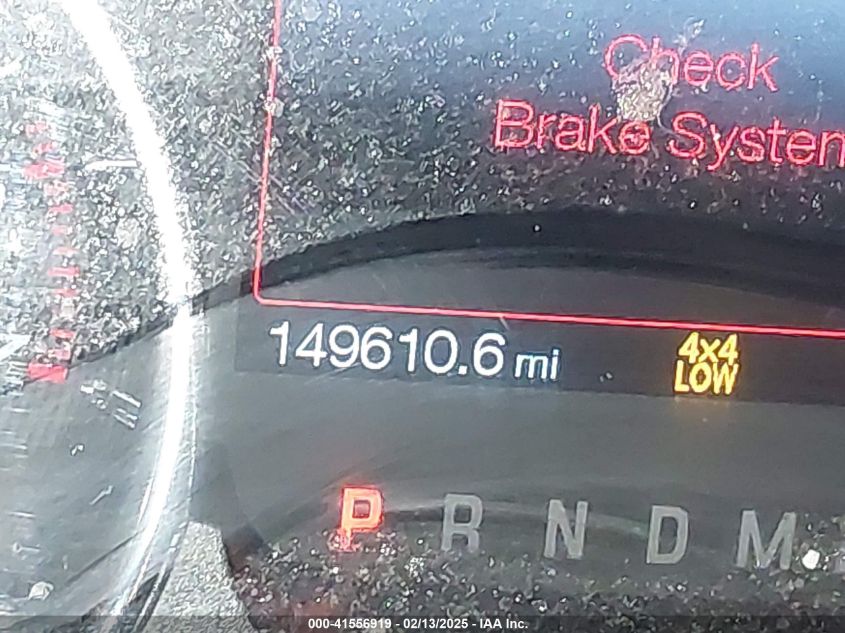 Check
Brake System
149610.6 mi
4x4
LOW
P R N D M
000-41556919 - 02/13/2025 - IAA Inc.